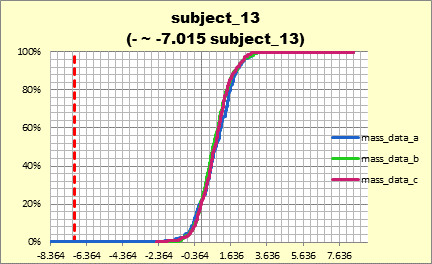 subject_13
(- ~ -7.015 subject_13)
100%
80%
60%
40%
20%
0%
mass_data_a
mass_data_b
mass_data_c
-8.364 -6.364 -4.364 -2.364 -0.364 1.636 3.636 5.636 7.636